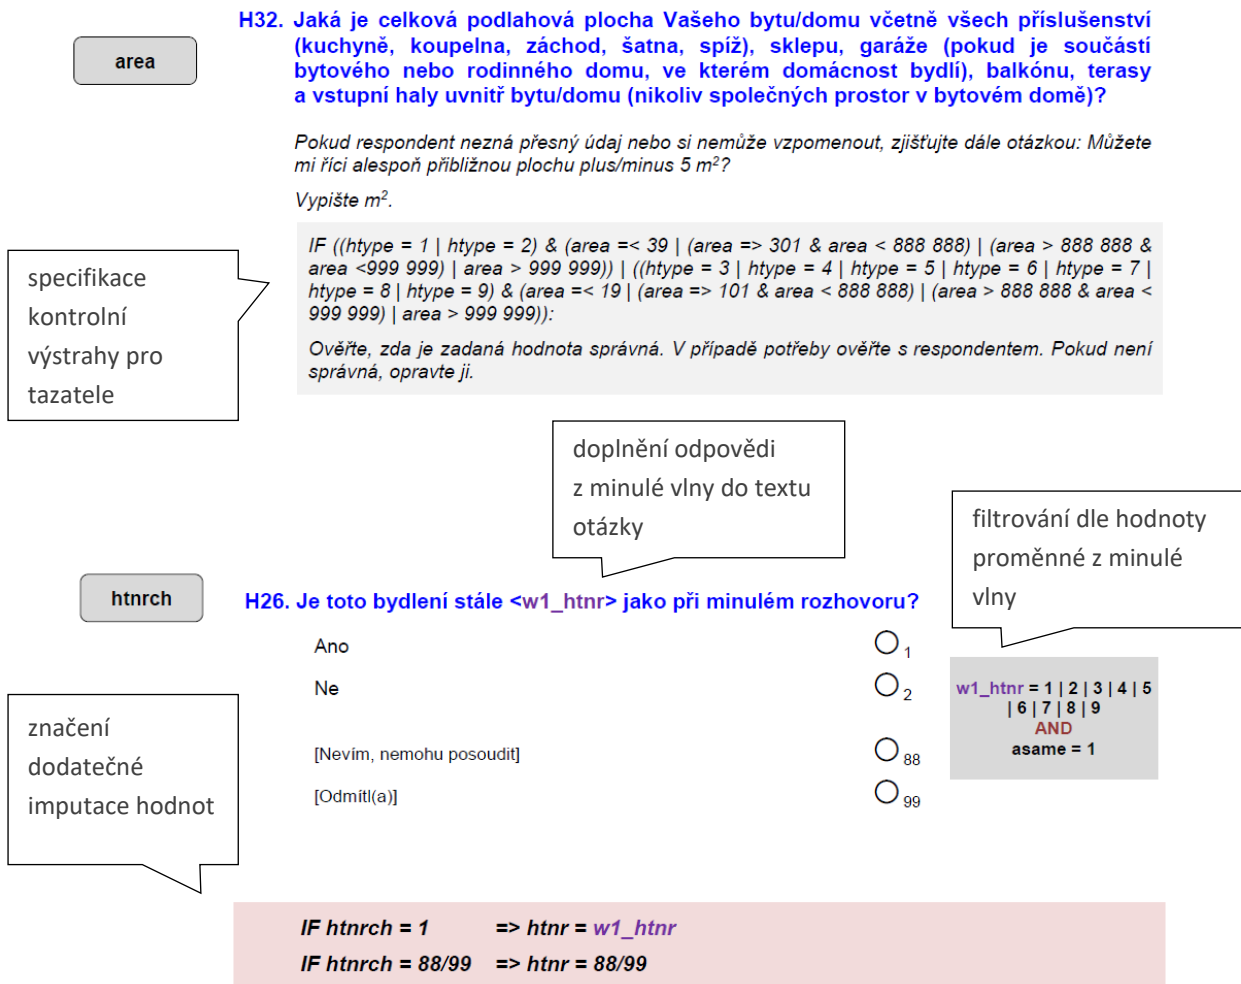 area
H32. Jaká je celková podlahová plocha Vašeho bytu/domu včetně všech příslušenství
(kuchyně, koupelna, záchod, šatna, spíž), sklepu, garáže (pokud je součástí
bytového nebo rodinného domu, ve kterém domácnost bydlí), balkónu, terasy
a vstupní haly uvnitř bytu/domu (nikoliv společných prostor v bytovém domě)?
Pokud respondent nezná přesný údaj nebo si nemůže vzpomenout, zjišťujte dále otázkou: Můžete
mi říci alespoň přibližnou plochu plus/minus 5 m²?
Vypište m².
specifikace
kontrolní
výstrahy pro
tazatele
IF ((htype = 1 | htype = 2) & (area =< 39 | (area => 301 & area < 888 888) | (area > 888 888 &
area <999 999) | area > 999 999)) | ((htype = 3 | htype = 4 | htype = 5 | htype = 6 | htype = 7 |
htype = 8 | htype = 9) & (area =< 19 | (area => 101 & area < 888 888) | (area > 888 888 & area <
999 999) | area > 999 999)):
Ověřte, zda je zadaná hodnota správná. V případě potřeby ověřte s respondentem. Pokud není
správná, opravte ji.
doplnění odpovědi
z minulé vlny do textu
otázky
filtrování dle hodnoty
proměnné z minulé
vlny
htnrch
H26. Je toto bydlení stále <w1_htnr> jako při minulém rozhovoru?
Ano 1
Ne 2
[Nevím, nemohu posoudit] 88
[Odmítl(a)] 99
w1_htnr = 1 | 2 | 3 | 4 | 5
| 6 | 7 | 8 | 9
AND
asame = 1
značení
dodatečné
imputace hodnot
IF htnrch = 1 => htnr = w1_htnr
IF htnrch = 88/99 => htnr = 88/99